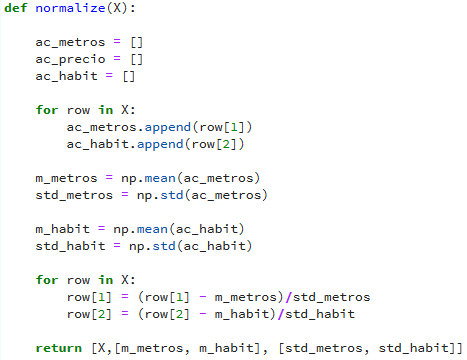 def normalize(X):
ac_metros = []
ac_precio = []
ac_habit = []
for row in X:
ac_metros.append(row[1])
ac_habit.append(row[2])
m_metros = np.mean(ac_metros)
std_metros = np.std(ac_metros)
m_habit = np.mean(ac_habit)
std_habit = np.std(ac_habit)
for row in X:
row[1] = (row[1] - m_metros)/std_metros
row[2] = (row[2] - m_habit)/std_habit
return [X,[m_metros, m_habit], [std_metros, std_habit]]